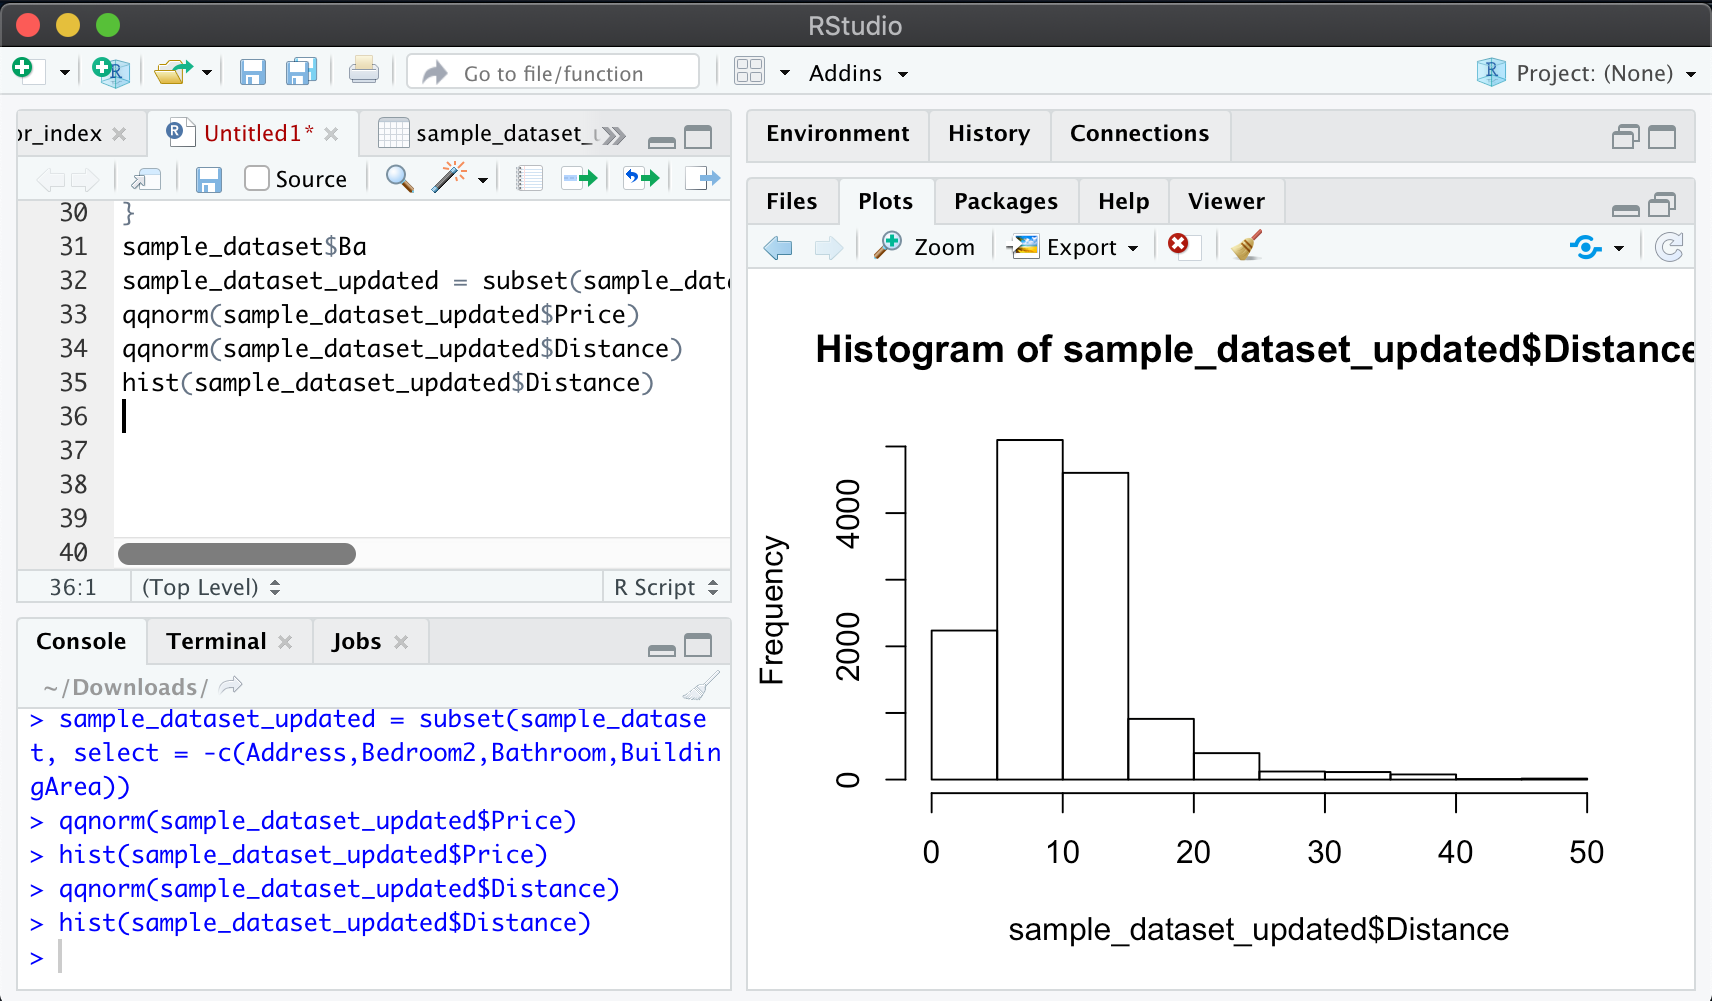 RStudio
Go to file/function
Addins
Project: (None)
or_index
Untitled1*
sample_dataset_
Source
30 }
31 sample_dataset$Ba
32 sample_dataset_updated = subset(sample_dat
33 qqnorm(sample_dataset_updated$Price)
34 qqnorm(sample_dataset_updated$Distance)
35 hist(sample_dataset_updated$Distance)
36
37
38
39
40
36:1 (Top Level) R Script
Console Terminal Jobs
~/Downloads/
> sample_dataset_updated = subset(sample_datase
t, select = -c(Address,Bedroom2,Bathroom,Buildin
gArea))
> qqnorm(sample_dataset_updated$Price)
> hist(sample_dataset_updated$Price)
> qqnorm(sample_dataset_updated$Distance)
> hist(sample_dataset_updated$Distance)
>
Environment History Connections
Files Plots Packages Help Viewer
Zoom Export
Histogram of sample_dataset_updated$Distance
Frequency
4000
2000
0
0 10 20 30 40 50
sample_dataset_updated$Distance